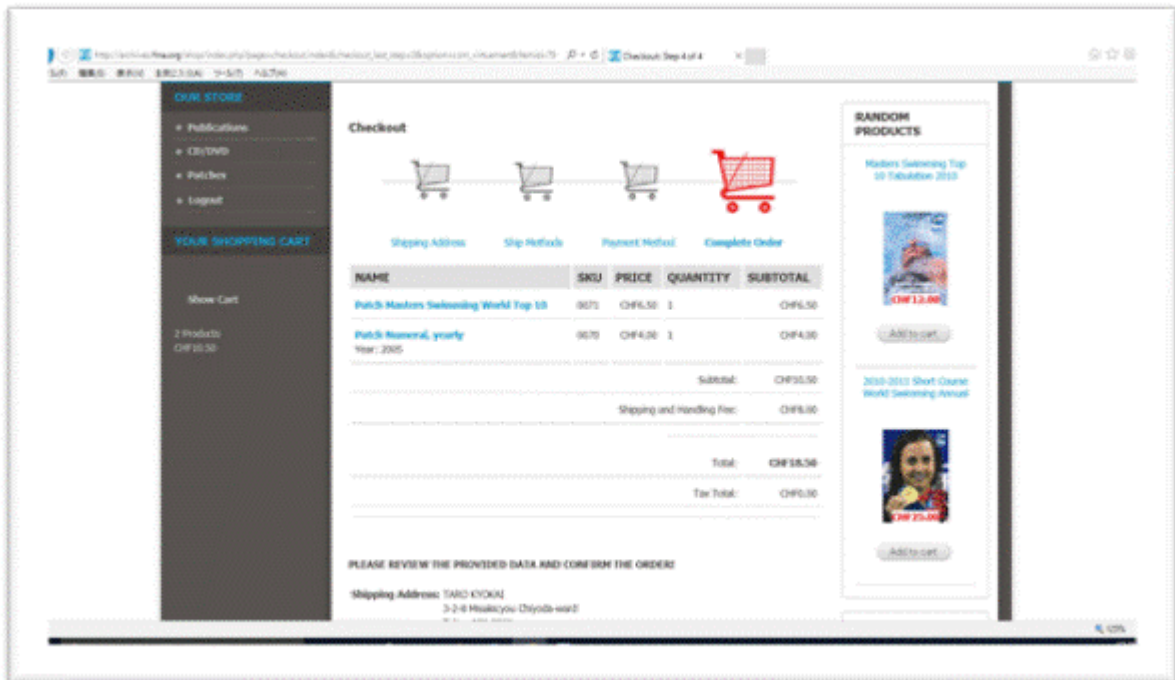 Checkout: Step 4 of 4
OUR STORE
Publications
CD/DVD
Patches
Logout
YOUR SHOPPING CART
Show Cart
2 Products
CHF10.50
Checkout
Shipping Address Ship Methods Payment Method Complete Order
NAME SKU PRICE QUANTITY SUBTOTAL
Patch Masters Swimming World Top 10 0071 CHF6.50 1 CHF6.50
Patch Numeral, yearly 0070 CHF4.00 1 CHF4.00
Year: 2005
Subtotal: CHF10.50
Shipping and Handling Fee: CHF8.00
Total: CHF18.50
Tax Total: CHF0.00
PLEASE REVIEW THE PROVIDED DATA AND CONFIRM THE ORDER!
Shipping Address: TARO KYOKAI
3-2-8 Chiyoda-ward
RANDOM
PRODUCTS
Masters Swimming Top
10 Tabulation 2010
CHF12.00
Add to cart
2010-2011 Short Course
World Swimming Annual
CHF25.00
Add to cart
125%